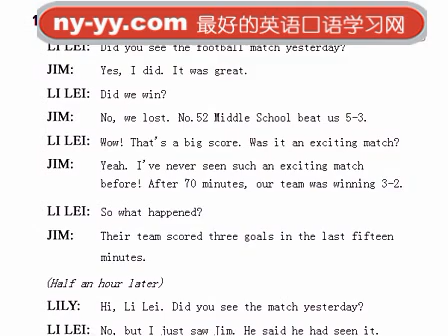 1
ny-yy.com 最好的英语口语学习网
LI LEI: Did you see the football match yesterday?
JIM: Yes, I did. It was great.
LI LEI: Did we win?
JIM: No, we lost. No.52 Middle School beat us 5-3.
LI LEI: Wow! That's a big score. Was it an exciting match?
JIM: Yeah. I've never seen such an exciting match
before! After 70 minutes, our team was winning 3-2.
LI LEI: So what happened?
JIM: Their team scored three goals in the last fifteen
minutes.
(Half an hour later)
LILY: Hi, Li Lei. Did you see the match yesterday?
LI LEI: No, but I just saw Jim. He said he had seen it.